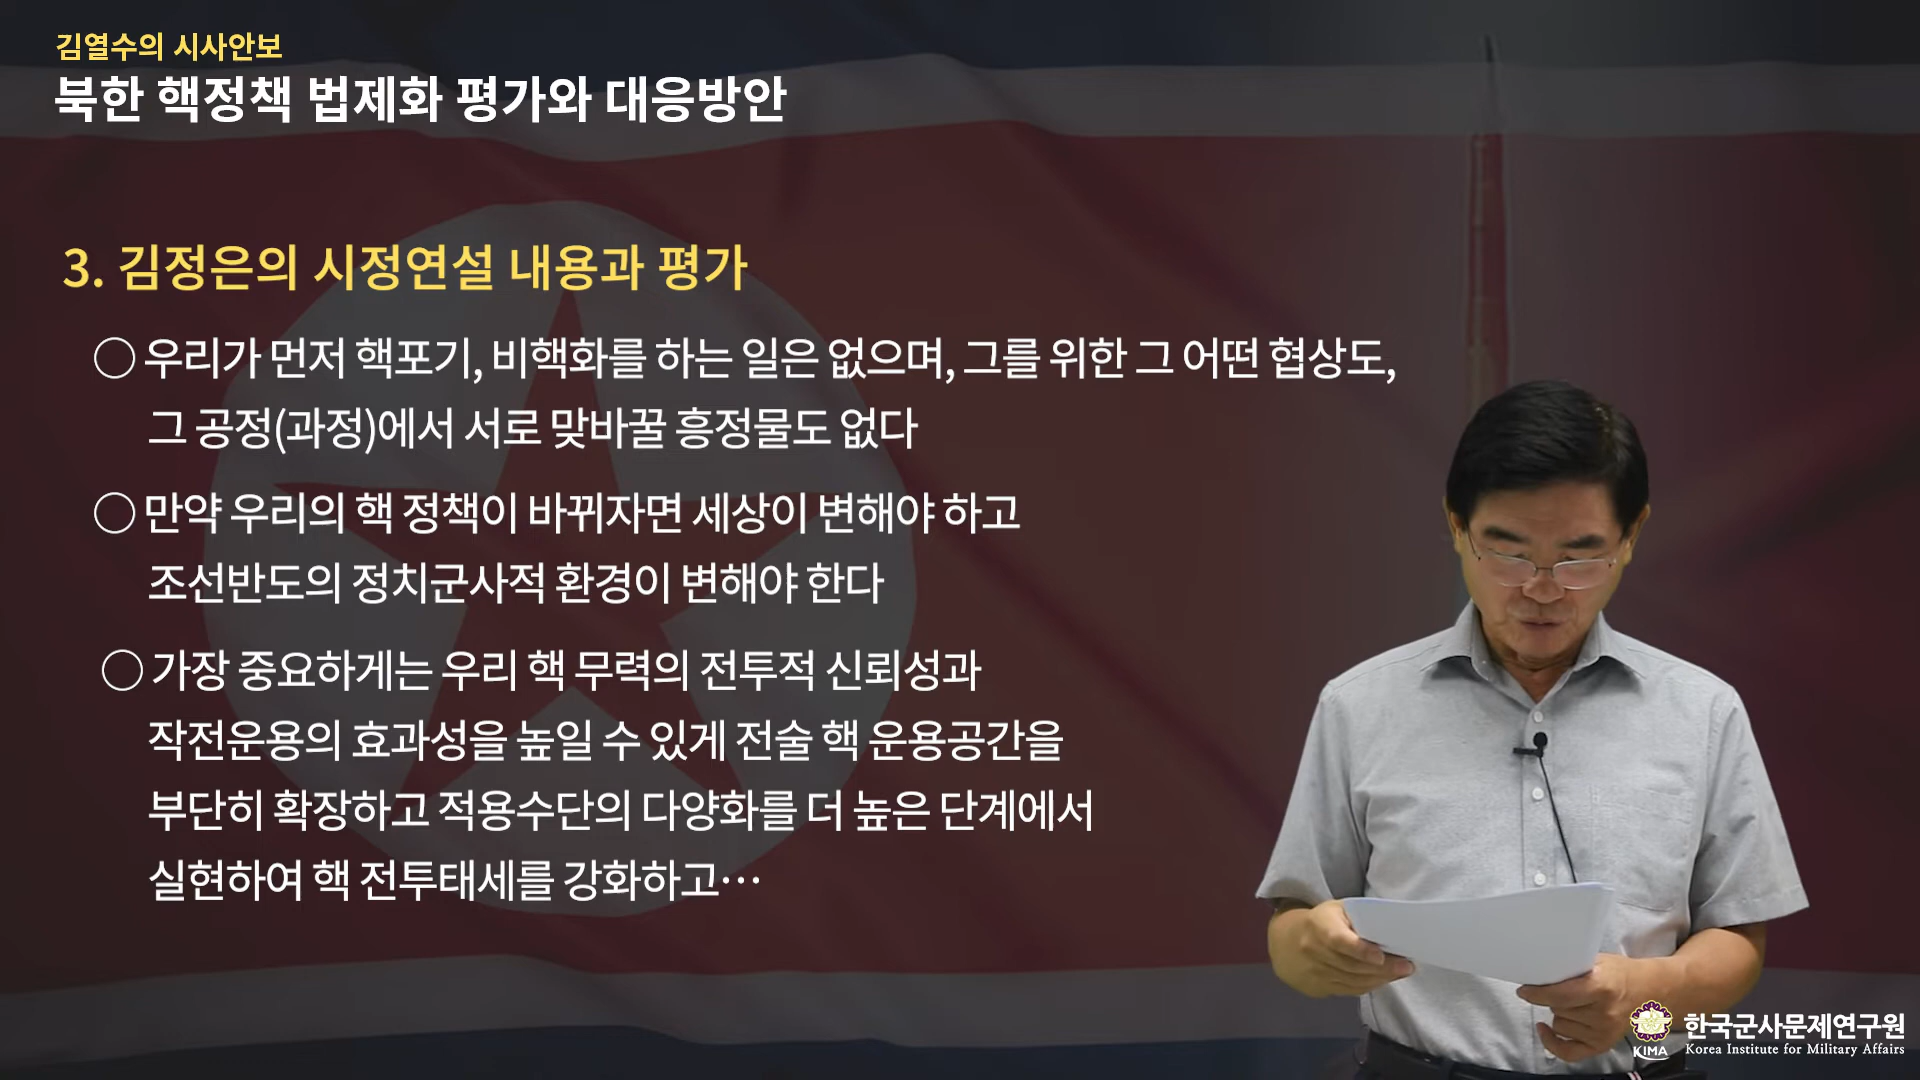 김열수의 시사안보
북한 핵정책 법제화 평가와 대응방안
3. 김정은의 시정연설 내용과 평가
○ 우리가 먼저 핵포기, 비핵화를 하는 일은 없으며, 그를 위한 그 어떤 협상도,
그 공정(과정)에서 서로 맞바꿀 흥정물도 없다
○ 만약 우리의 핵 정책이 바뀌자면 세상이 변해야 하고
조선반도의 정치군사적 환경이 변해야 한다
○ 가장 중요하게는 우리 핵 무력의 전투적 신뢰성과
작전운용의 효과성을 높일 수 있게 전술 핵 운용공간을
부단히 확장하고 적용수단의 다양화를 더 높은 단계에서
실현하여 핵 전투태세를 강화하고⋯
KIMA
한국군사문제연구원
Korea Institute for Military Affairs